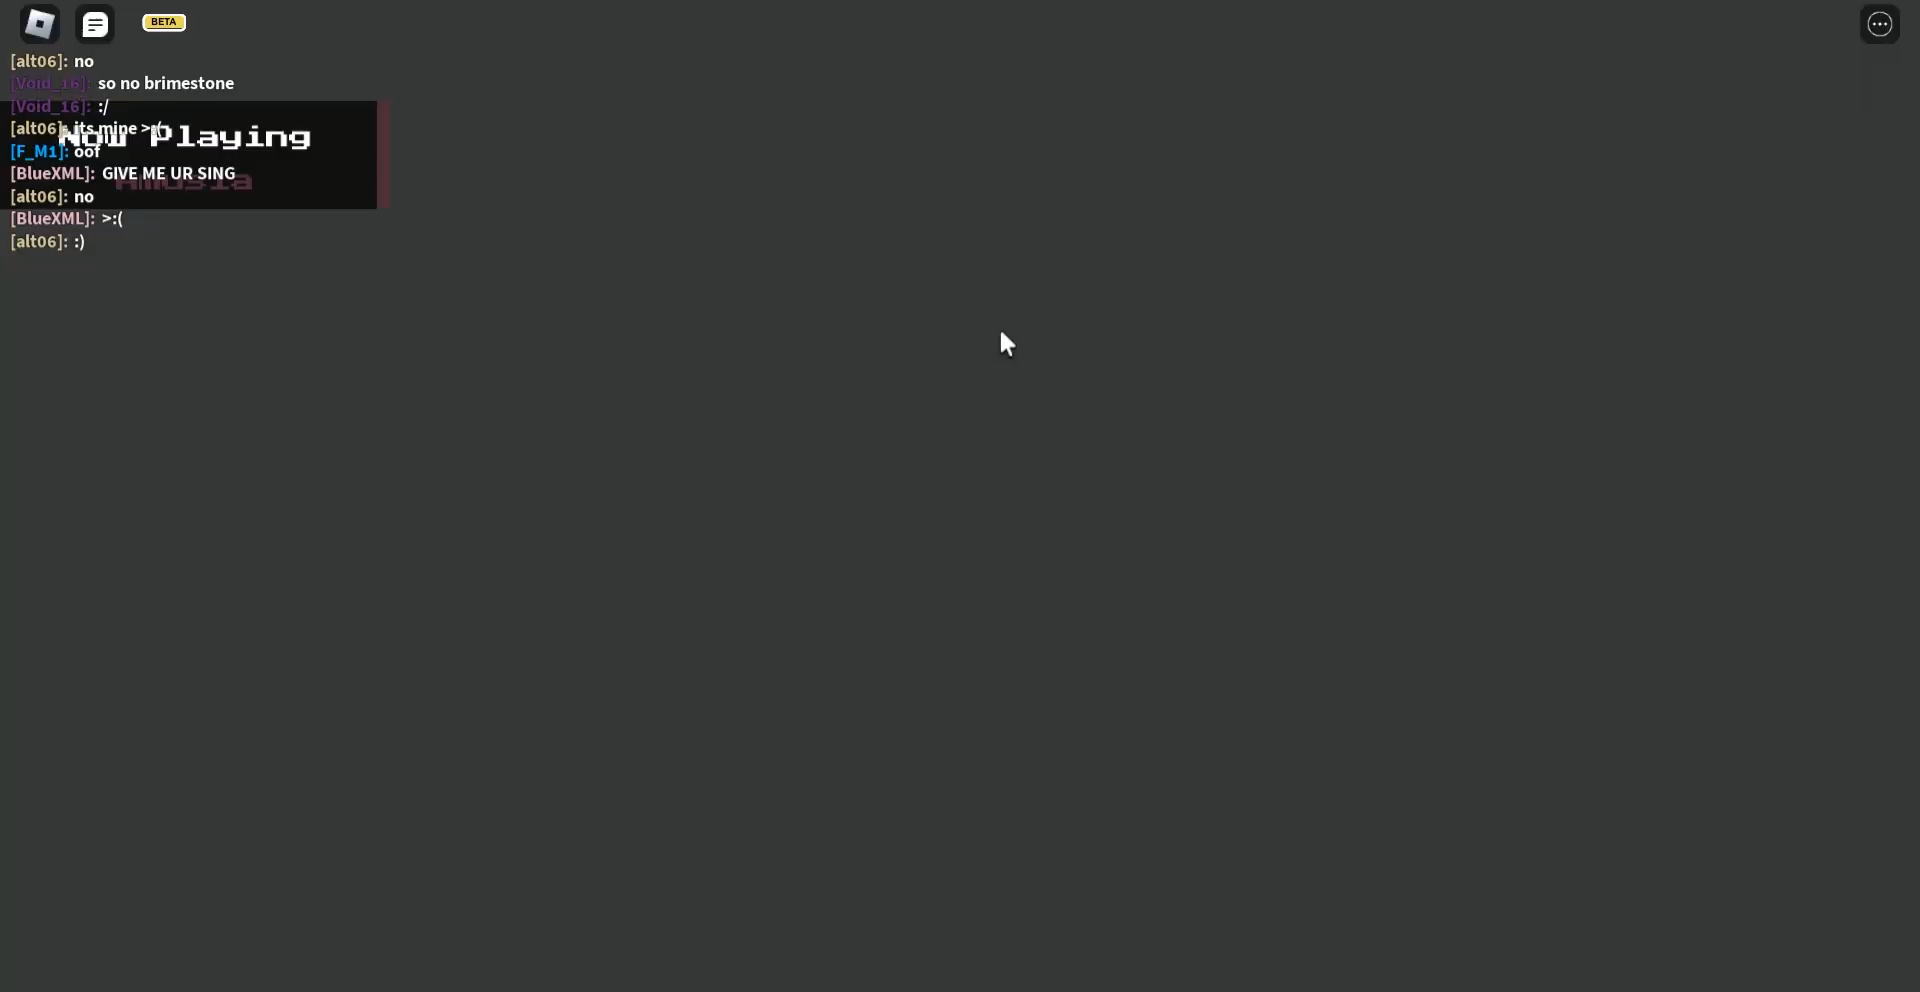 BETA
[alt06]: no
[Void_16]: so no brimestone
[Void_16]: :/
[alt06]: its mine >:(
Now Playing
[F_M1]: oof
[BlueXML]: GIVE ME UR SING
Amusia
[alt06]: no
[BlueXML]: >:(
[alt06]: :)